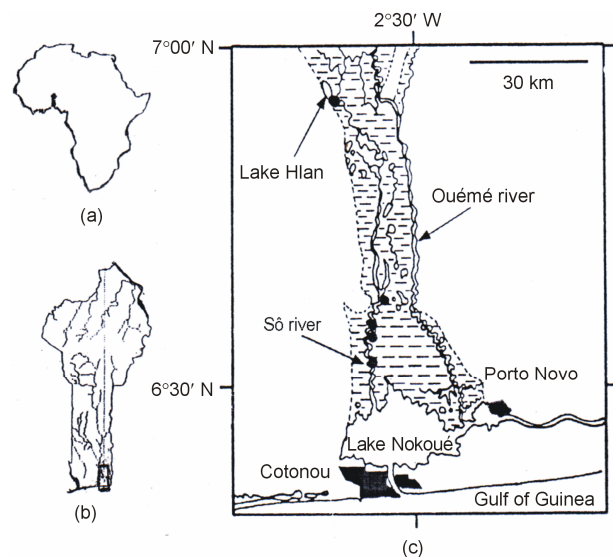 2°30' W
7°00' N
30 km
Lake Hlan
(a)
Ouémé river
Sô river
Porto Novo
6°30' N
Lake Nokoué
Cotonou
Gulf of Guinea
(b)
(c)